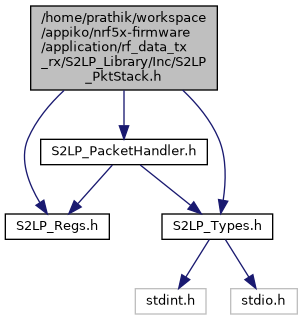 /home/prathik/workspace
/appiko/nrf5x-firmware
/application/rf_data_tx
_rx/S2LP_Library/Inc/S2LP
_PktStack.h
S2LP_PacketHandler.h
S2LP_Regs.h
S2LP_Types.h
stdint.h
stdio.h